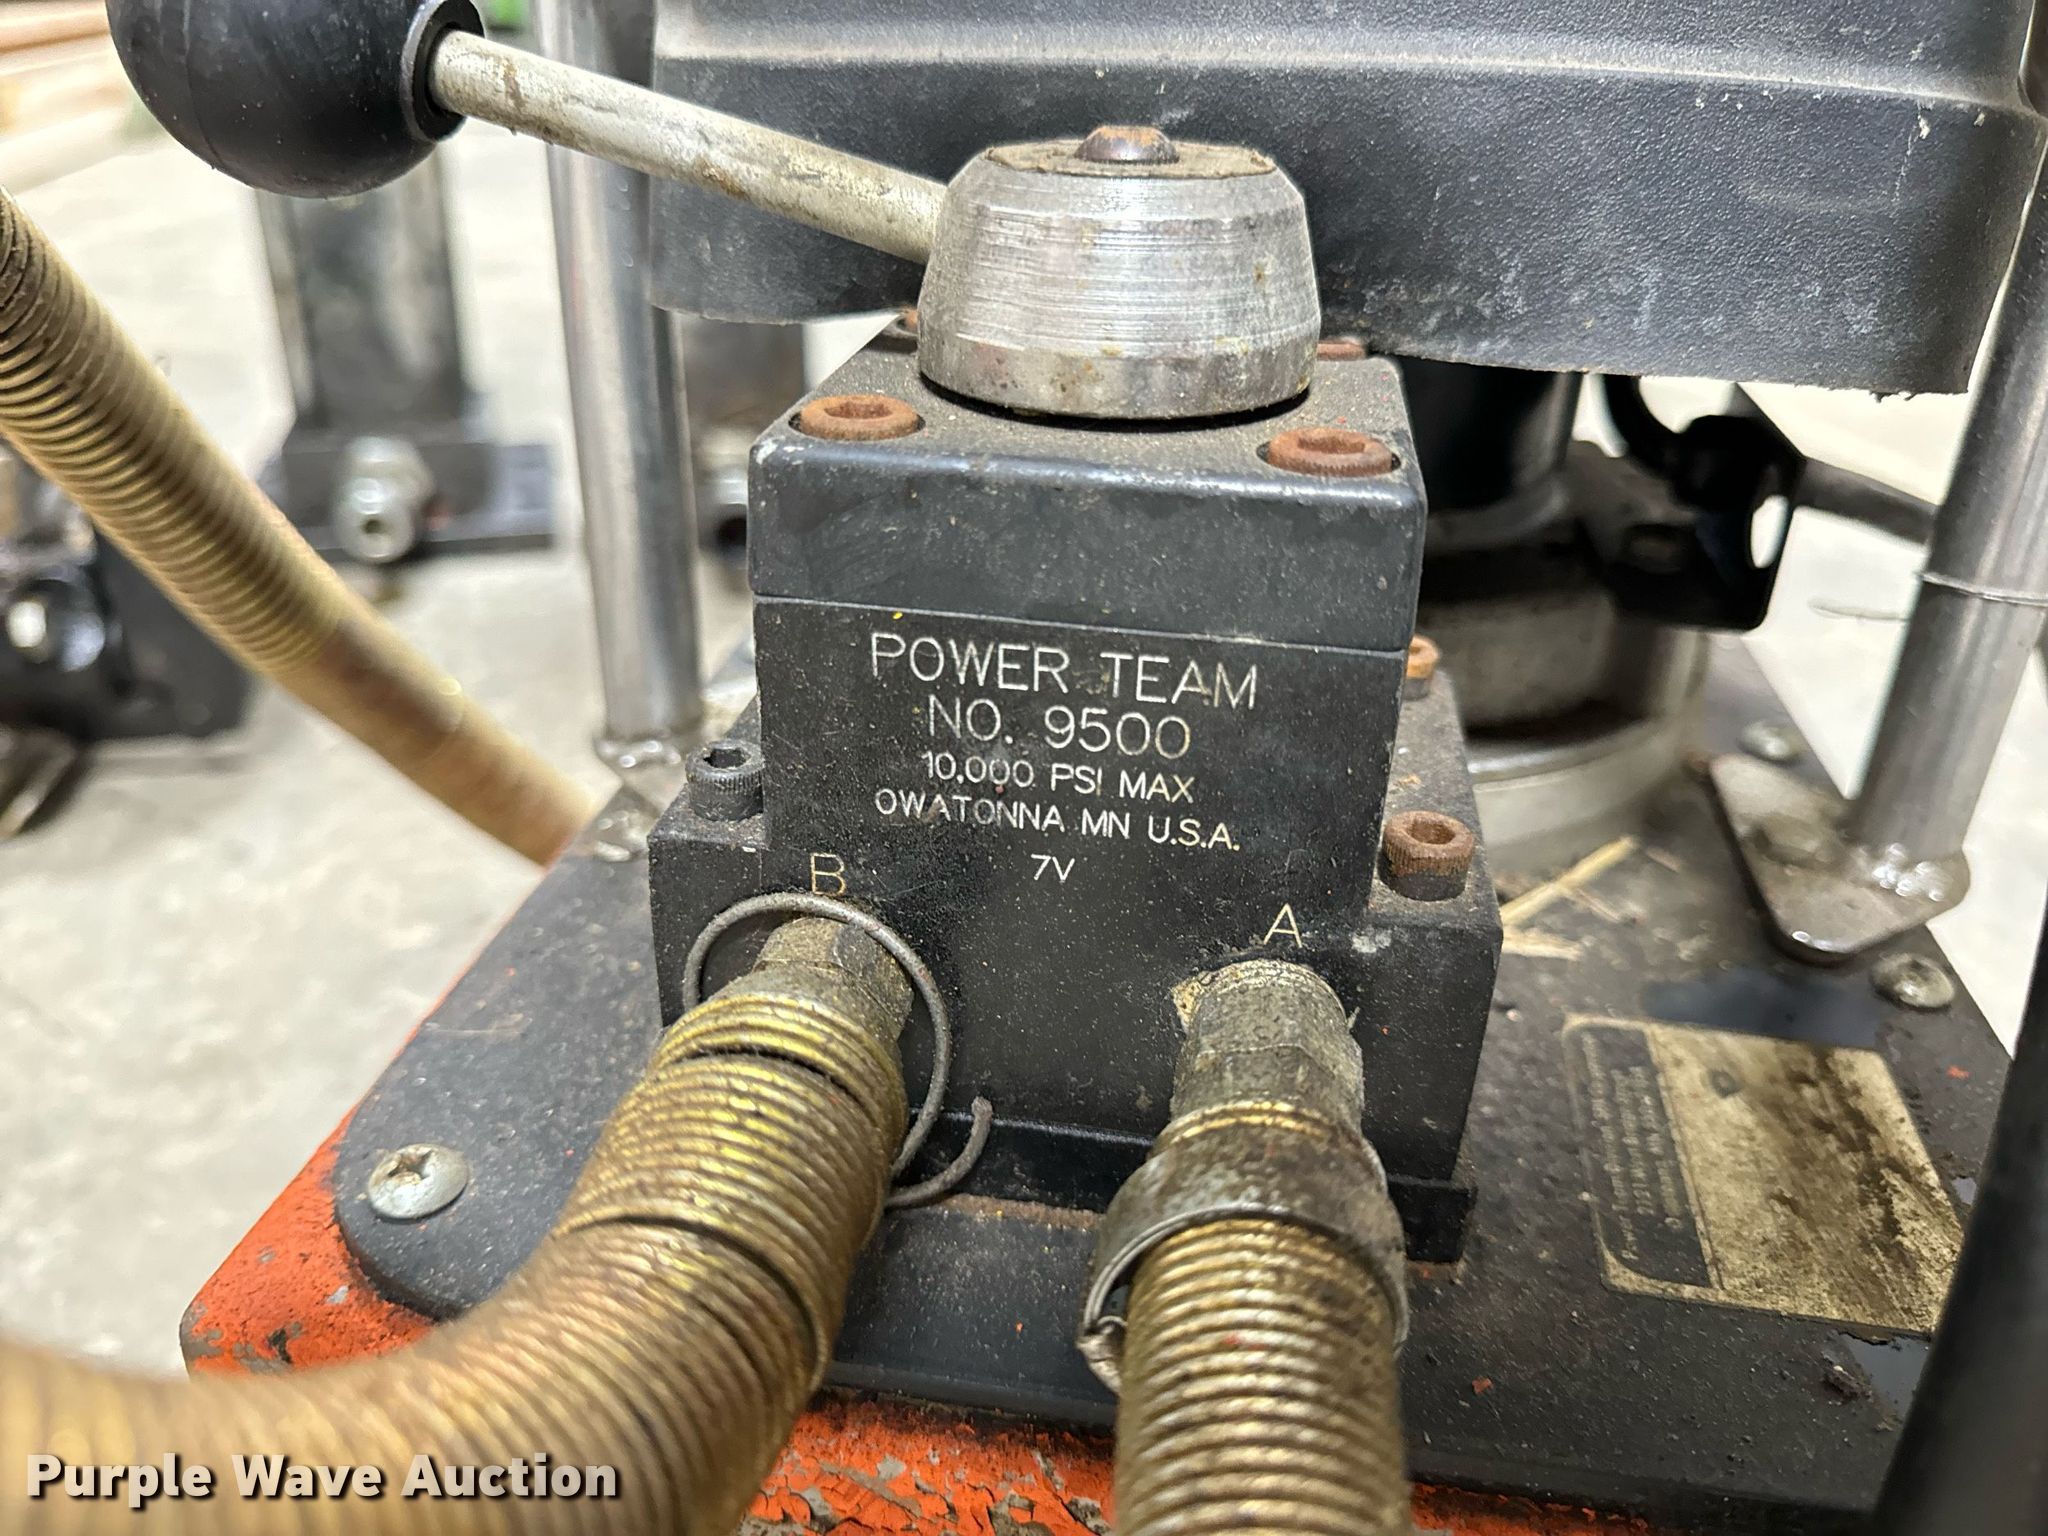 POWER TEAM
NO. 9500
10,000 PSI MAX
OWATONNA MN U.S.A.
7V
B
A
Purple Wave Auction